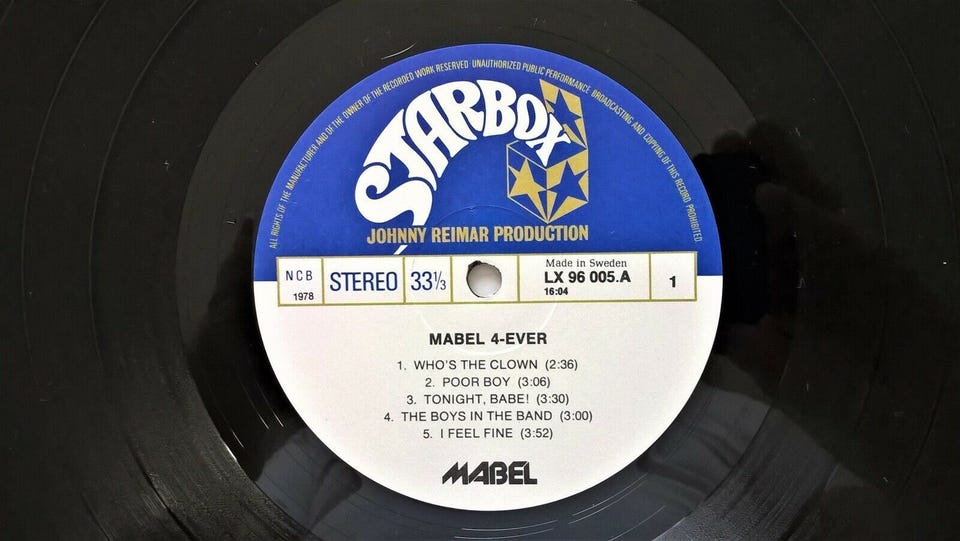 ALL RIGHTS OF THE MANUFACTURER AND OF THE OWNER OF THE RECORDED WORK RESERVED UNAUTHORIZED PUBLIC PERFORMANCE BROADCASTING AND COPYING OF THIS RECORD PROHIBITED.
STARBOX
JOHNNY REIMAR PRODUCTION
NCB
1978
STEREO
33⅓
Made in Sweden
LX 96 005.A
16:04
1
MABEL 4-EVER
1. WHO'S THE CLOWN (2:36)
2. POOR BOY (3:06)
3. TONIGHT, BABE! (3:30)
4. THE BOYS IN THE BAND (3:00)
5. I FEEL FINE (3:52)
MABEL